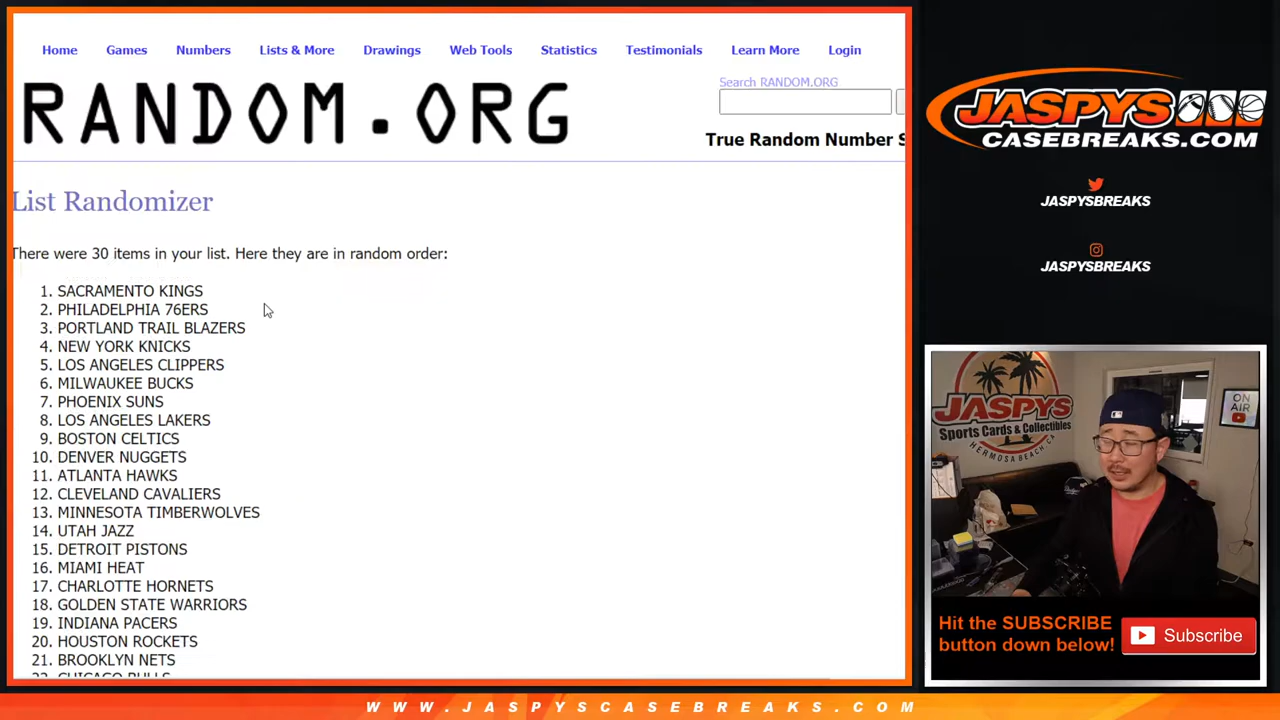 Home Games Numbers Lists & More Drawings Web Tools Statistics Testimonials Learn More Login
RANDOM.ORG
Search RANDOM.ORG
True Random Number S
List Randomizer
There were 30 items in your list. Here they are in random order:
1. SACRAMENTO KINGS
2. PHILADELPHIA 76ERS
3. PORTLAND TRAIL BLAZERS
4. NEW YORK KNICKS
5. LOS ANGELES CLIPPERS
6. MILWAUKEE BUCKS
7. PHOENIX SUNS
8. LOS ANGELES LAKERS
9. BOSTON CELTICS
10. DENVER NUGGETS
11. ATLANTA HAWKS
12. CLEVELAND CAVALIERS
13. MINNESOTA TIMBERWOLVES
14. UTAH JAZZ
15. DETROIT PISTONS
16. MIAMI HEAT
17. CHARLOTTE HORNETS
18. GOLDEN STATE WARRIORS
19. INDIANA PACERS
20. HOUSTON ROCKETS
21. BROOKLYN NETS
JASPYS
CASEBREAKS.COM
JASPYSBREAKS
JASPYSBREAKS
JASPYS
Sports Cards & Collectibles
HERMOSA BEACH, CA
ON
AIR
Hit the SUBSCRIBE
button down below!
Subscribe
WWW.JASPYSCASEBREAKS.COM